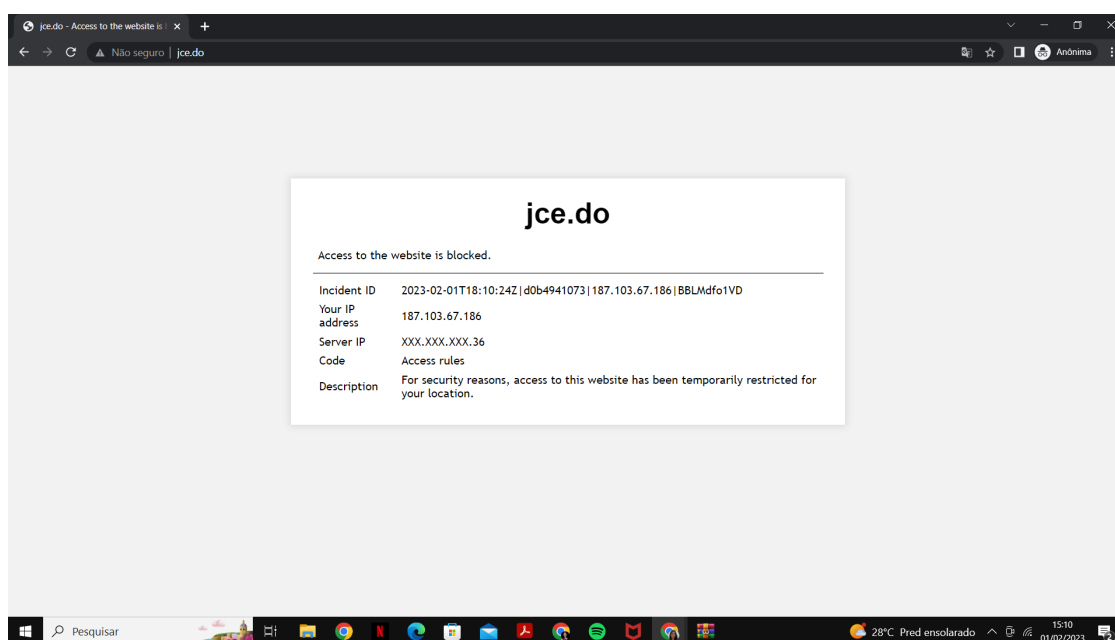 jce.do - Access to the website is
Não seguro | jce.do
Anônima
jce.do
Access to the website is blocked.
Incident ID 2023-02-01T18:10:24Z|d0b4941073|187.103.67.186|BBLMdfo1VD
Your IP
address 187.103.67.186
Server IP XXX.XXX.XXX.36
Code Access rules
Description For security reasons, access to this website has been temporarily restricted for
your location.
Pesquisar
28°C Pred ensolarado
15:10
01/02/2023